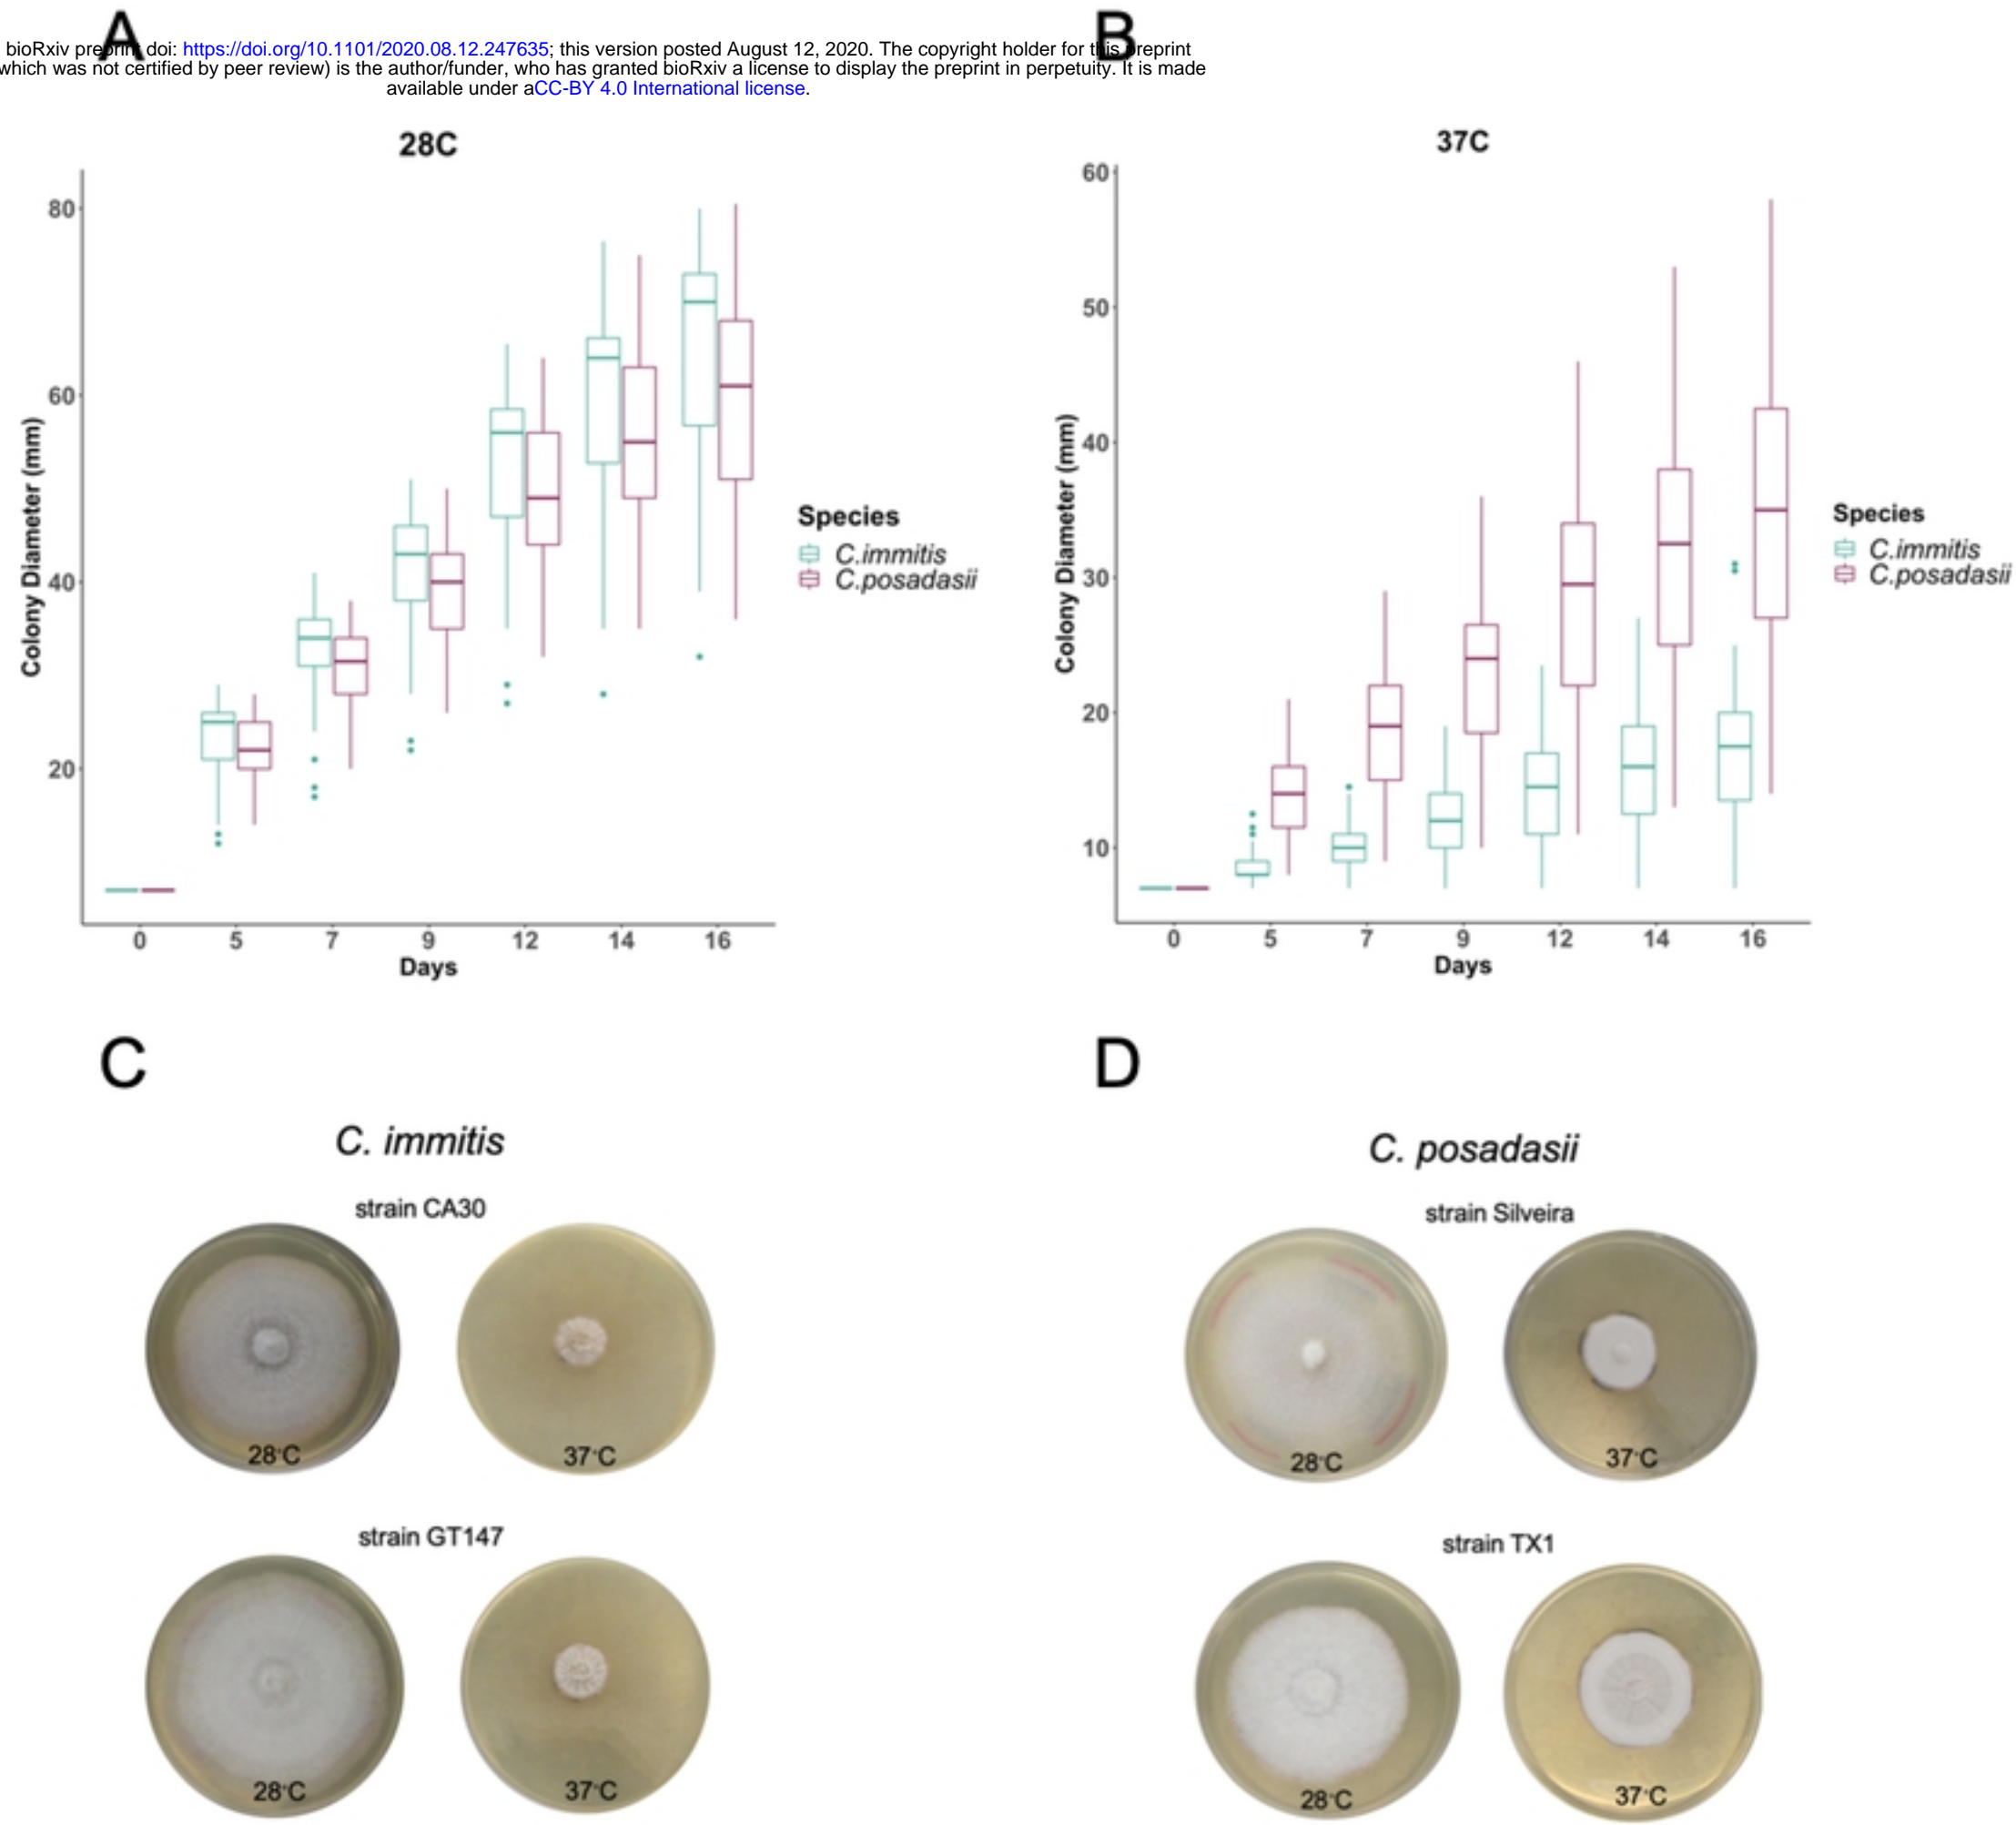 A
B
bioRxiv preprint doi: https://doi.org/10.1101/2020.08.12.247635; this version posted August 12, 2020. The copyright holder for this preprint
which was not certified by peer review) is the author/funder, who has granted bioRxiv a license to display the preprint in perpetuity. It is made
available under aCC-BY 4.0 International license.
28C
80
60
40
20
Colony Diameter (mm)
0 5 7 9 12 14 16
Days
Species
C.immitis
C.posadasii
37C
60
50
40
30
20
10
Colony Diameter (mm)
0 5 7 9 12 14 16
Days
Species
C.immitis
C.posadasii
C
C. immitis
strain CA30
28°C 37°C
strain GT147
28°C 37°C
D
C. posadasii
strain Silveira
28°C 37°C
strain TX1
28°C 37°C